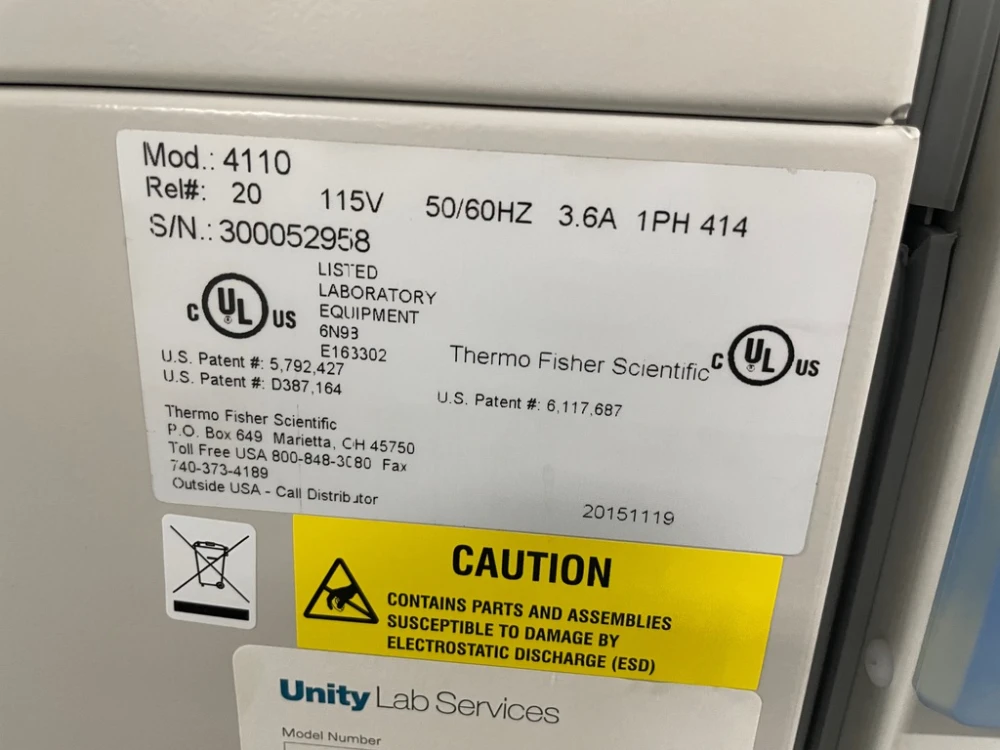 Mod.: 4110
Rel#: 20 115V 50/60HZ 3.6A 1PH 414
S/N.: 300052958
LISTED
LABORATORY
EQUIPMENT
6N93
E163302
C UL US
U.S. Patent #: 5,792,427
U.S. Patent #: D387,164
Thermo Fisher Scientific C UL US
U.S. Patent #: 6,117,687
Thermo Fisher Scientific
P.O. Box 649 Marietta, OH 45750
Toll Free USA 800-848-3080 Fax
740-373-4189
Outside USA - Call Distributor
20151119
CAUTION
CONTAINS PARTS AND ASSEMBLIES
SUSCEPTIBLE TO DAMAGE BY
ELECTROSTATIC DISCHARGE (ESD)
Unity Lab Services
Model Number